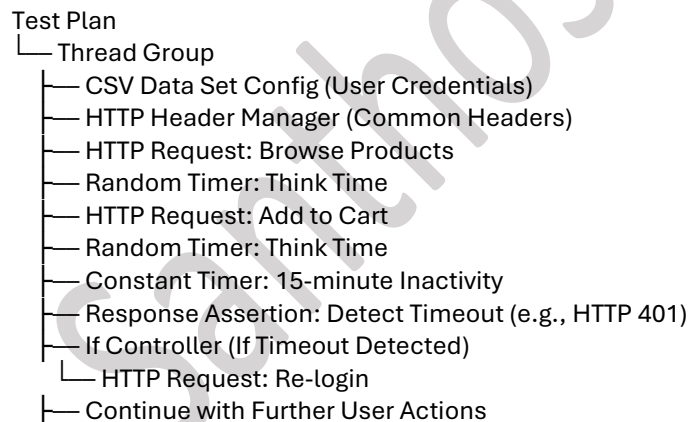 Test Plan
└── Thread Group
├── CSV Data Set Config (User Credentials)
├── HTTP Header Manager (Common Headers)
├── HTTP Request: Browse Products
├── Random Timer: Think Time
├── HTTP Request: Add to Cart
├── Random Timer: Think Time
├── Constant Timer: 15-minute Inactivity
├── Response Assertion: Detect Timeout (e.g., HTTP 401)
├── If Controller (If Timeout Detected)
└── HTTP Request: Re-login
├── Continue with Further User Actions